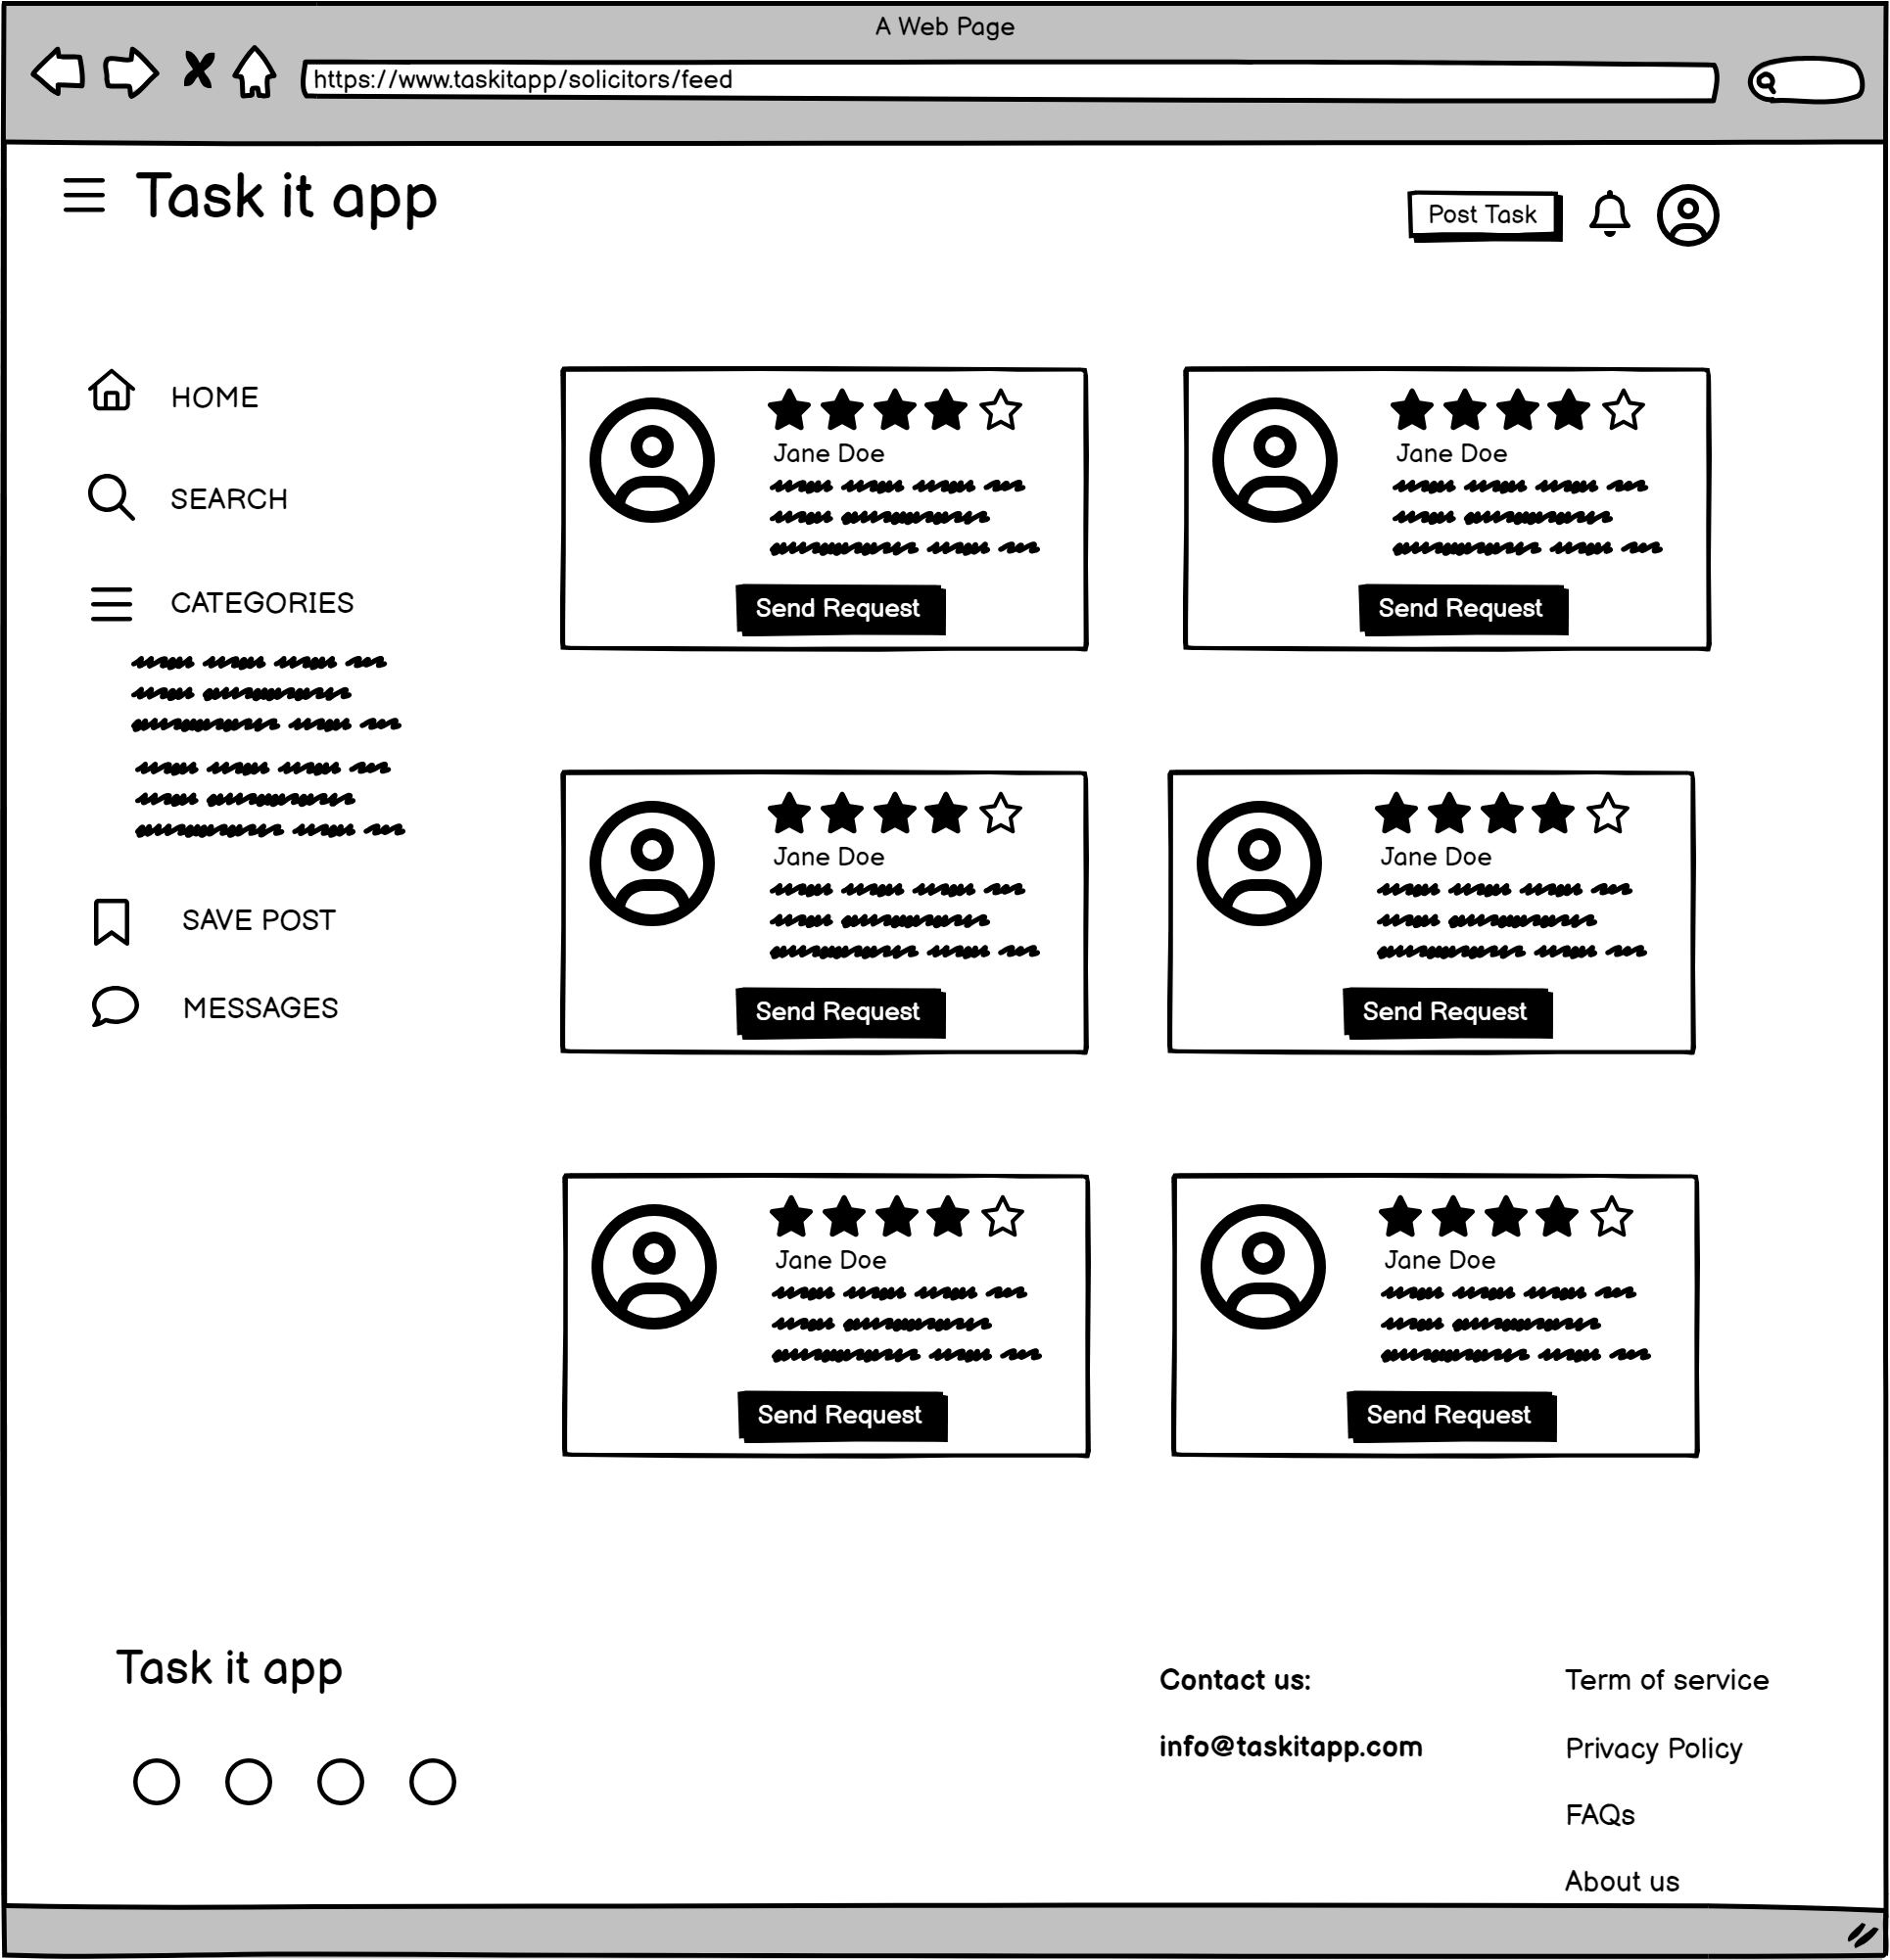 A Web Page
https://www.taskitapp/solicitors/feed
Task it app
Post Task
HOME
SEARCH
CATEGORIES
SAVE POST
MESSAGES
Jane Doe
Send Request
Jane Doe
Send Request
Jane Doe
Send Request
Jane Doe
Send Request
Jane Doe
Send Request
Jane Doe
Send Request
Task it app
Contact us:
info@taskitapp.com
Term of service
Privacy Policy
FAQs
About us